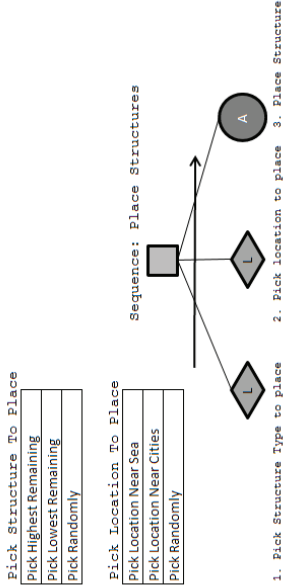 Pick Structure To Place
Pick Highest Remaining
Pick Lowest Remaining
Pick Randomly
Pick Location To Place
Pick Location Near Sea
Pick Location Near Cities
Pick Randomly
Sequence: Place Structures
L
L
A
1. Pick Structure Type to place
2. Pick location to place
3. Place Structure